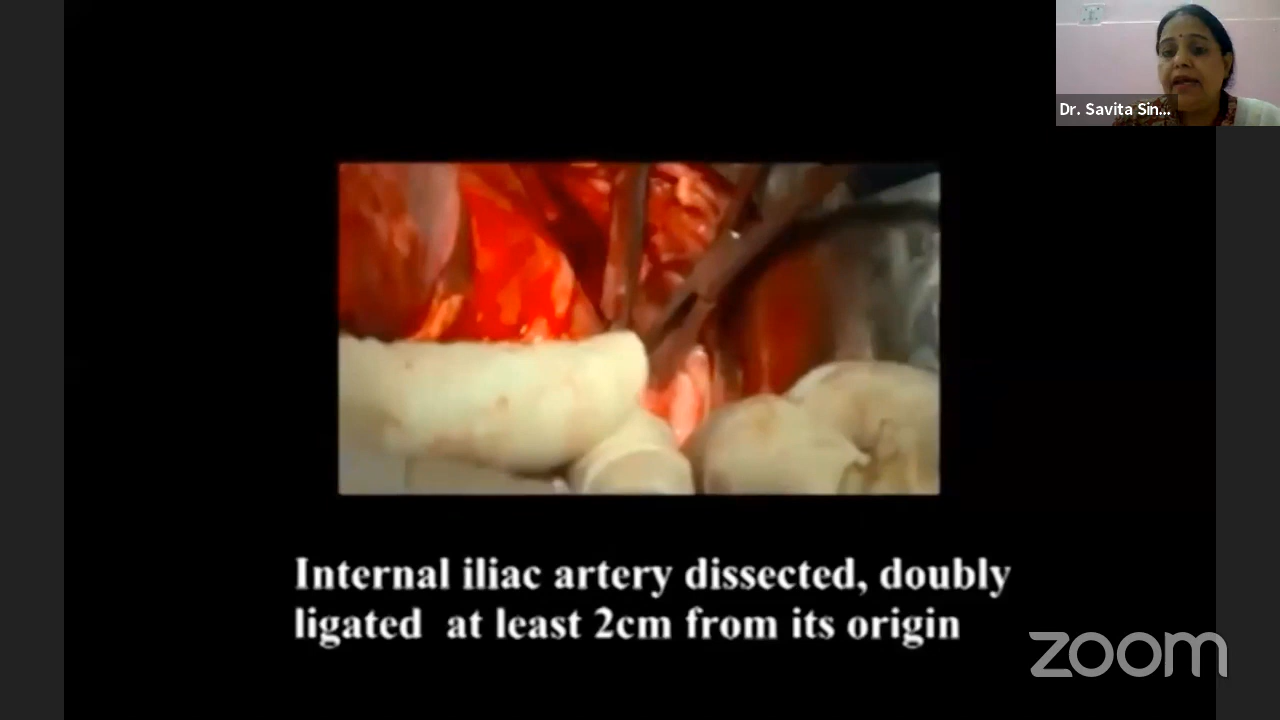 Dr. Savita Sin...
Internal iliac artery dissected, doubly
ligated at least 2cm from its origin
zoom